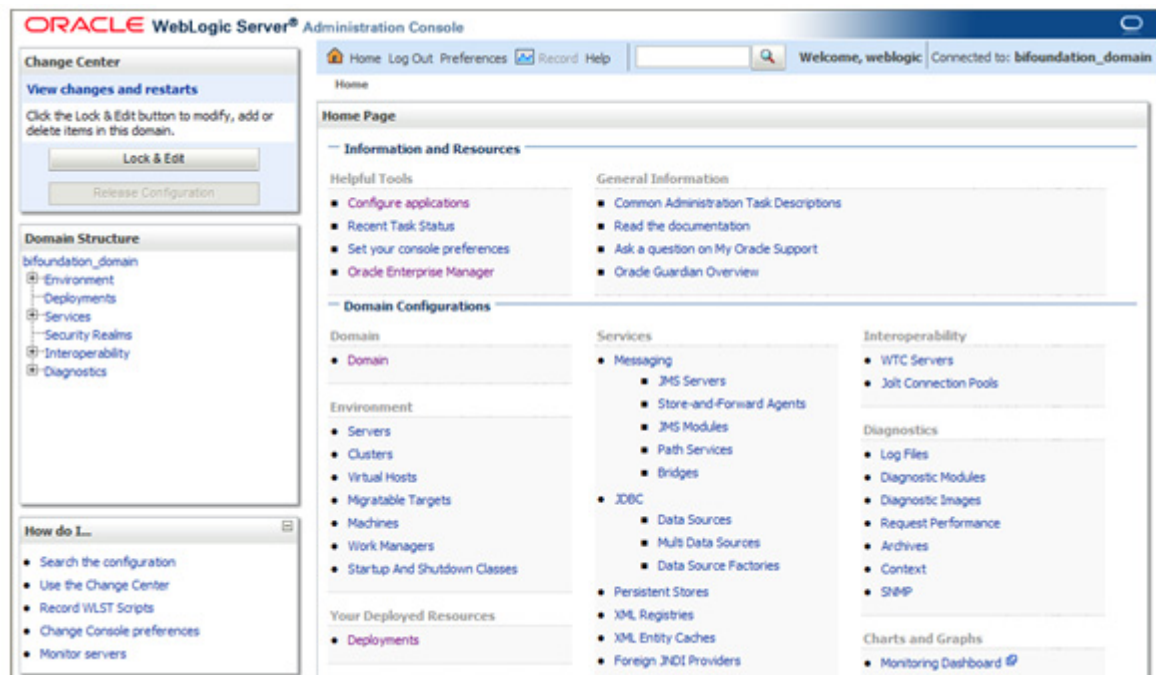 ORACLE WebLogic Server® Administration Console
Change Center
View changes and restarts
Click the Lock & Edit button to modify, add or
delete items in this domain.
Lock & Edit
Release Configuration
Domain Structure
bifoundation_domain
Environment
Deployments
Services
Security Realms
Interoperability
Diagnostics
How do I...
Search the configuration
Use the Change Center
Record WLST Scripts
Change Console preferences
Monitor servers
Home Log Out Preferences Record Help
Welcome, weblogic Connected to: bifoundation_domain
Home
Home Page
Information and Resources
Helpful Tools
Configure applications
Recent Task Status
Set your console preferences
Oracle Enterprise Manager
General Information
Common Administration Task Descriptions
Read the documentation
Ask a question on My Oracle Support
Oracle Guardian Overview
Domain Configurations
Domain
Domain
Environment
Servers
Clusters
Virtual Hosts
Migratable Targets
Machines
Work Managers
Startup And Shutdown Classes
Your Deployed Resources
Deployments
Services
Messaging
JMS Servers
Store-and-Forward Agents
JMS Modules
Path Services
Bridges
JDBC
Data Sources
Multi Data Sources
Data Source Factories
Persistent Stores
XML Registries
XML Entity Caches
Foreign JNDI Providers
Interoperability
WTC Servers
Jolt Connection Pools
Diagnostics
Log Files
Diagnostic Modules
Diagnostic Images
Request Performance
Archives
Context
SNMP
Charts and Graphs
Monitoring Dashboard